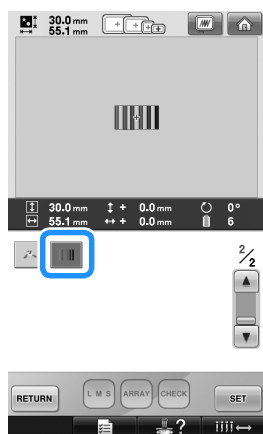 30.0 mm
55.1 mm
30.0 mm + 0.0 mm 0°
55.1 mm + 0.0 mm 6
2/2
RETURN L M S ARRAY CHECK SET
?